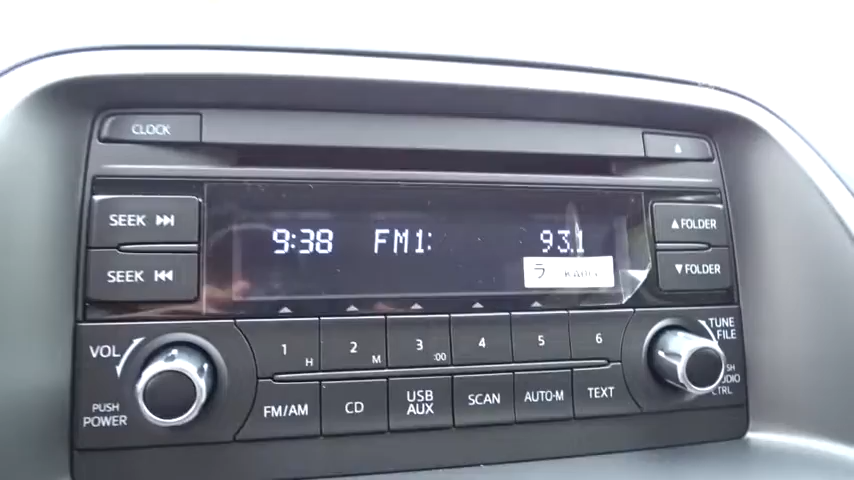 CLOCK
SEEK
SEEK
9:38 FM1: 93.1
ラ
FOLDER
FOLDER
VOL
PUSH
POWER
1 H
2 M
3 :00
4
5
6
FM/AM
CD
USB
AUX
SCAN
AUTO-M
TEXT
TUNE
FILE